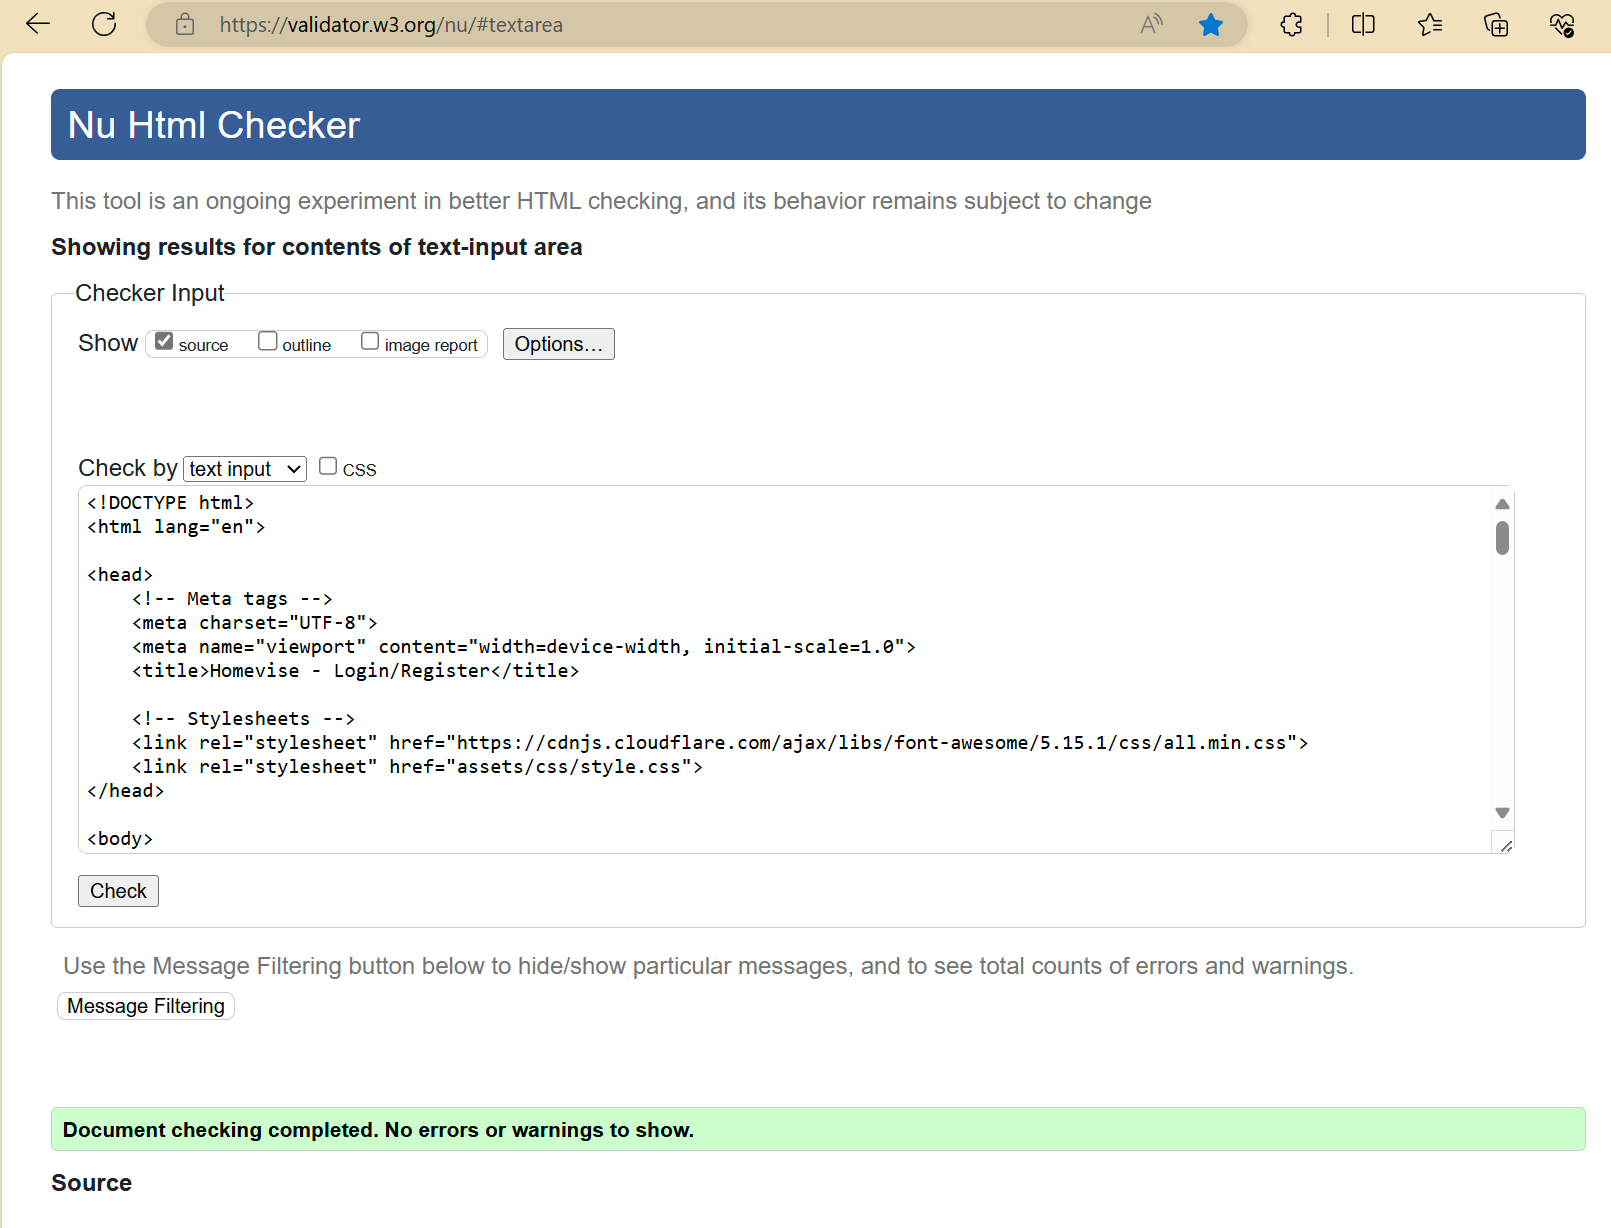 https://validator.w3.org/nu/#textarea
Nu Html Checker
This tool is an ongoing experiment in better HTML checking, and its behavior remains subject to change
Showing results for contents of text-input area
Checker Input
Show source outline image report Options...
Check by text input CSS
<!DOCTYPE html>
<html lang="en">
<head>
<!-- Meta tags -->
<meta charset="UTF-8">
<meta name="viewport" content="width=device-width, initial-scale=1.0">
<title>Homevise - Login/Register</title>
<!-- Stylesheets -->
<link rel="stylesheet" href="https://cdnjs.cloudflare.com/ajax/libs/font-awesome/5.15.1/css/all.min.css">
<link rel="stylesheet" href="assets/css/style.css">
</head>
<body>
Check
Use the Message Filtering button below to hide/show particular messages, and to see total counts of errors and warnings.
Message Filtering
Document checking completed. No errors or warnings to show.
Source